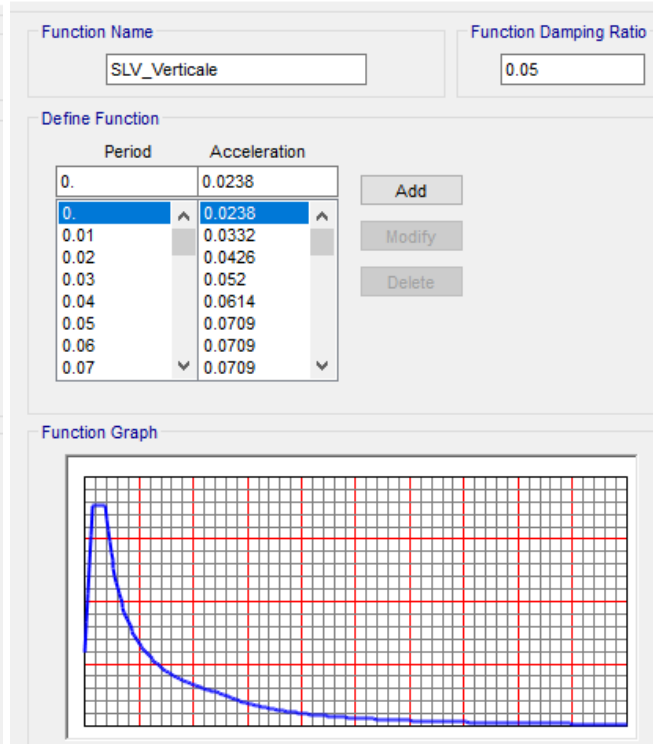 Function Name
Function Damping Ratio
SLV_Verticale
0.05
Define Function
Period Acceleration
0. 0.0238
Add
0. 0.0238
0.01 0.0332
Modify
0.02 0.0426
0.03 0.052
Delete
0.04 0.0614
0.05 0.0709
0.06 0.0709
0.07 0.0709
Function Graph